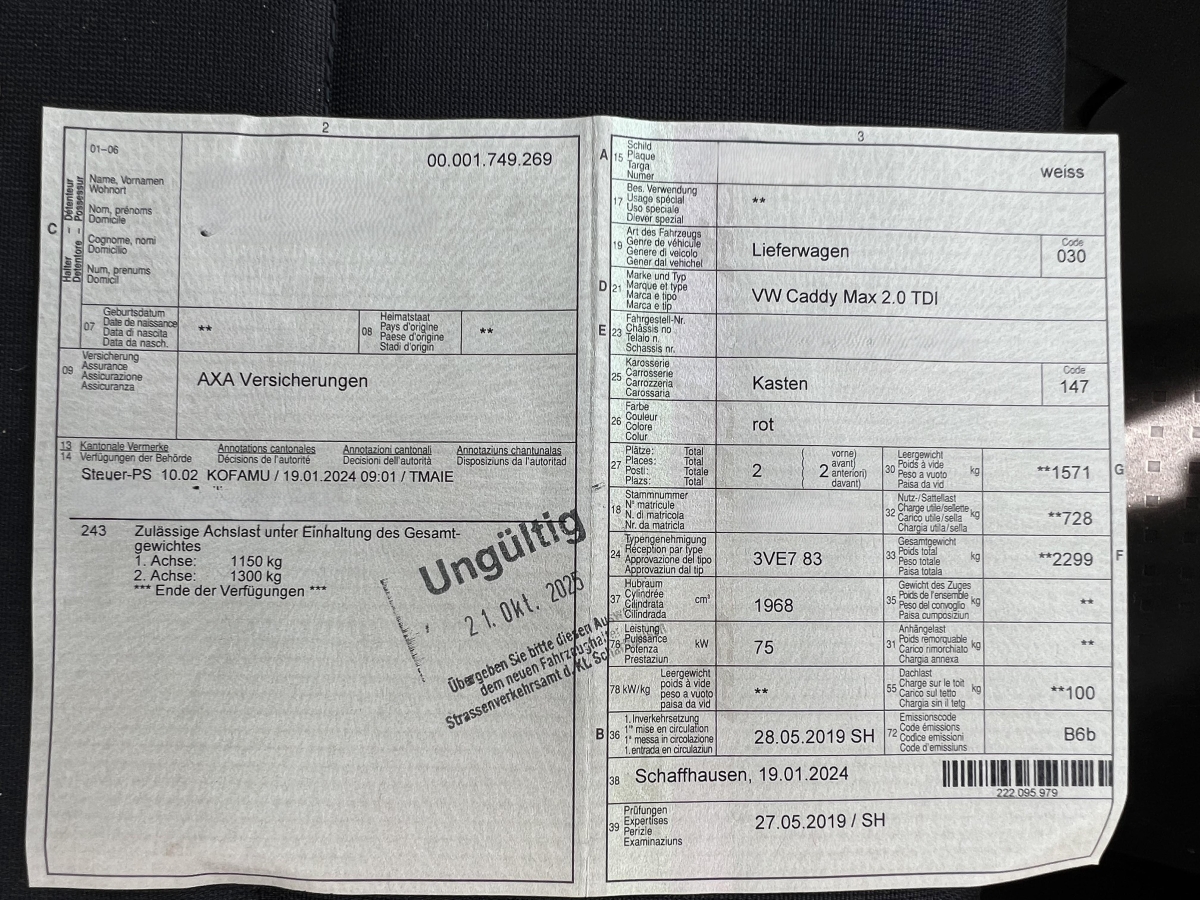 2
01–06
00.001.749.269
C
Halter – Détenteur
Detentore – Possessur
Name, Vornamen
Wohnort
Nom, prénoms
Domicile
Cognome, nomi
Domicilio
Num, prenums
Domicil
07
Geburtsdatum
Date de naissance
Data di nascita
Data da nasch.
**
08
Heimatstaat
Pays d'origine
Paese d'origine
Stadi d'origin
**
09
Versicherung
Assurance
Assicurazione
Assicuranza
AXA Versicherungen
13 Kantonale Vermerke Annotations cantonales Annotazioni cantonali Annotaziuns chantunalas
14 Verfügungen der Behörde Décisions de l'autorité Decisioni dell'autorità Disposiziuns da l'autoritad
Steuer-PS 10.02 KOFAMU / 19.01.2024 09:01 / TMAIE
243 Zulässige Achslast unter Einhaltung des Gesamt-
gewichtes
1. Achse: 1150 kg
2. Achse: 1300 kg
*** Ende der Verfügungen ***
Ungültig
21. Okt. 2025
Übergeben Sie bitte diesen
dem neuen
Strassenverkehrsamt d. Kt.
3
A 15
Schild
Plaque
Targa
Numer
weiss
17
Bes. Verwendung
Usage spécial
Uso speciale
Diever spezial
**
19
Art des Fahrzeugs
Genre de véhicule
Genere di veicolo
Gener dal vehichel
Lieferwagen
Code
030
D 21
Marke und Typ
Marque et type
Marca e tipo
Marca e tip
VW Caddy Max 2.0 TDI
E 23
Fahrgestell-Nr.
Châssis no
Telaio n.
Schassis nr.
25
Karosserie
Carrosserie
Carrozzeria
Carossaria
Kasten
Code
147
26
Farbe
Couleur
Colore
Colur
rot
27
Plätze: Total
Places: Total
Posti: Totale
Plazs: Total
2
2
vorne)
avant)
anteriori)
davant)
30
Leergewicht
Poids à vide
Peso a vuoto
Paisa da vid
kg
**1571
G
18
Stammnummer
N° matricule
N. di matricola
Nr. da matricla
32
Nutz-/Sattellast
Charge utile/sellette
Carico utile/sella
Chargia utila/sella
kg
**728
24
Typengenehmigung
Réception par type
Approvazione del tipo
Approvaziun dal tip
3VE7 83
33
Gesamtgewicht
Poids total
Peso totale
Paisa totala
kg
**2299
F
37
Hubraum
Cylindrée
Cilindrata
Cilindrada
cm³
1968
35
Gewicht des Zuges
Poids de l'ensemble
Peso del convoglio
Paisa cumposiziun
kg
**
76
Leistung
Puissance
Potenza
Prestaziun
kW
75
31
Anhängelast
Poids remorquable
Carico rimorchiato
Chargia annexa
kg
**
78 kW/kg
Leergewicht
poids à vide
peso a vuoto
paisa da vid
**
55
Dachlast
Charge sur le toit
Carico sul tetto
Chargia sin il tetg
kg
**100
B 36
1. Inverkehrsetzung
1re mise en circulation
1a messa in circolazione
1. entrada en circulaziun
28.05.2019 SH
72
Emissionscode
Code émissions
Codice emissioni
Code d'emissiuns
B6b
38
Schaffhausen, 19.01.2024
222.095.979
39
Prüfungen
Expertises
Perizie
Examinaziuns
27.05.2019 / SH